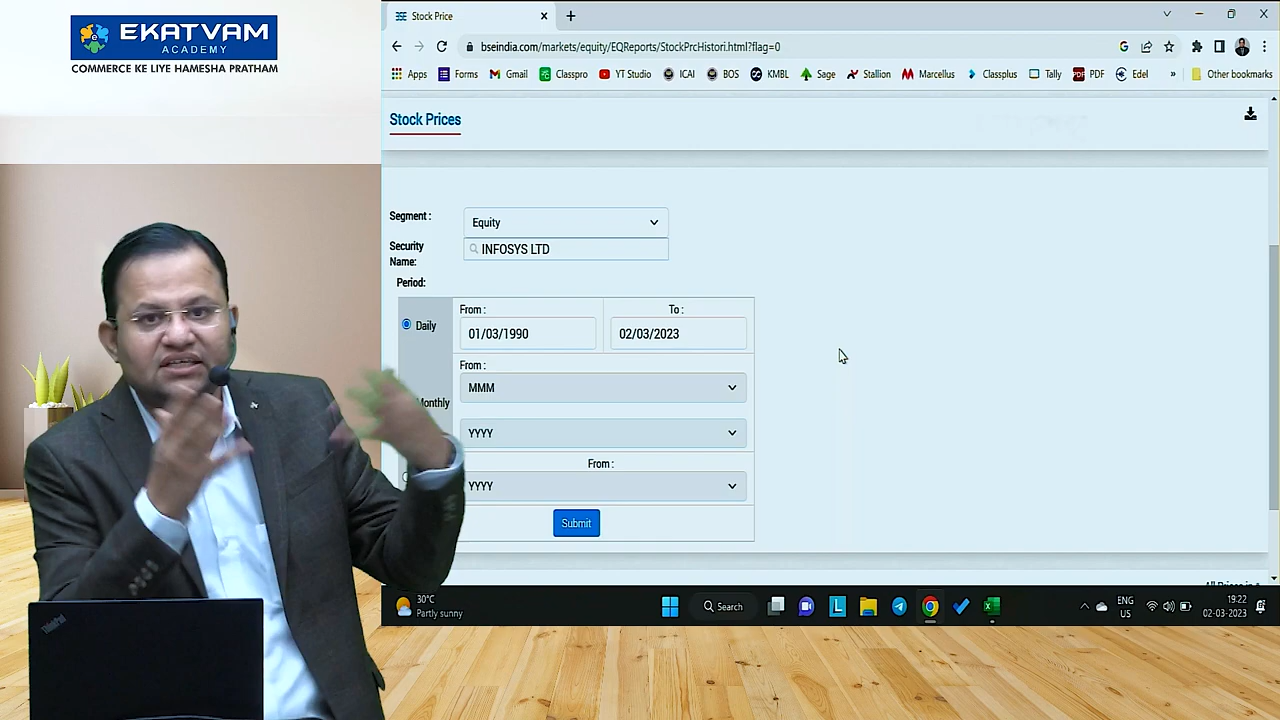 EKATVAM
ACADEMY
COMMERCE KE LIYE HAMESHA PRATHAM
Stock Price
bseindia.com/markets/equity/EQReports/StockPrcHistori.html?flag=0
Apps Forms Gmail Classpro YT Studio ICAI BOS KMBL Sage Stallion Marcellus Classplus Tally PDF PDF Edel » Other bookmarks
Stock Prices
Segment : Equity
Security Name: INFOSYS LTD
Period:
Daily
From : To :
01/03/1990 02/03/2023
From :
MMM
Monthly
YYYY
From :
YYYY
Submit
30°C
Partly sunny
Search
ENG
US
19:22
02-03-2023
ThinkPad